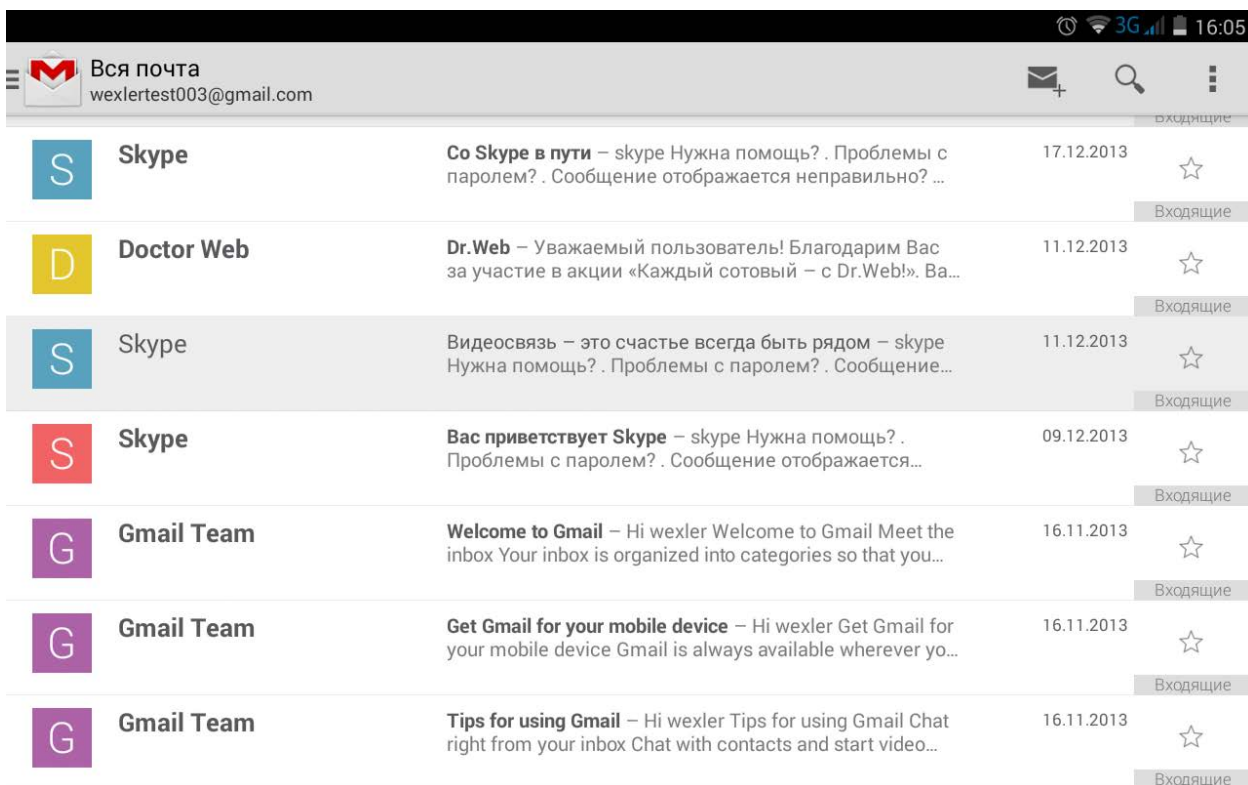 3G 16:05
Вся почта
wexlertest003@gmail.com
Входящие
S
Skype
Со Skype в пути – skype Нужна помощь? . Проблемы с
паролем? . Сообщение отображается неправильно? ...
17.12.2013
Входящие
D
Doctor Web
Dr.Web – Уважаемый пользователь! Благодарим Вас
за участие в акции «Каждый сотовый – с Dr.Web!». Ва...
11.12.2013
Входящие
S
Skype
Видеосвязь – это счастье всегда быть рядом – skype
Нужна помощь? . Проблемы с паролем? . Сообщение...
11.12.2013
Входящие
S
Skype
Вас приветствует Skype – skype Нужна помощь? .
Проблемы с паролем? . Сообщение отображается...
09.12.2013
Входящие
G
Gmail Team
Welcome to Gmail – Hi wexler Welcome to Gmail Meet the
inbox Your inbox is organized into categories so that you...
16.11.2013
Входящие
G
Gmail Team
Get Gmail for your mobile device – Hi wexler Get Gmail for
your mobile device Gmail is always available wherever yo...
16.11.2013
Входящие
G
Gmail Team
Tips for using Gmail – Hi wexler Tips for using Gmail Chat
right from your inbox Chat with contacts and start video...
16.11.2013
Входящие